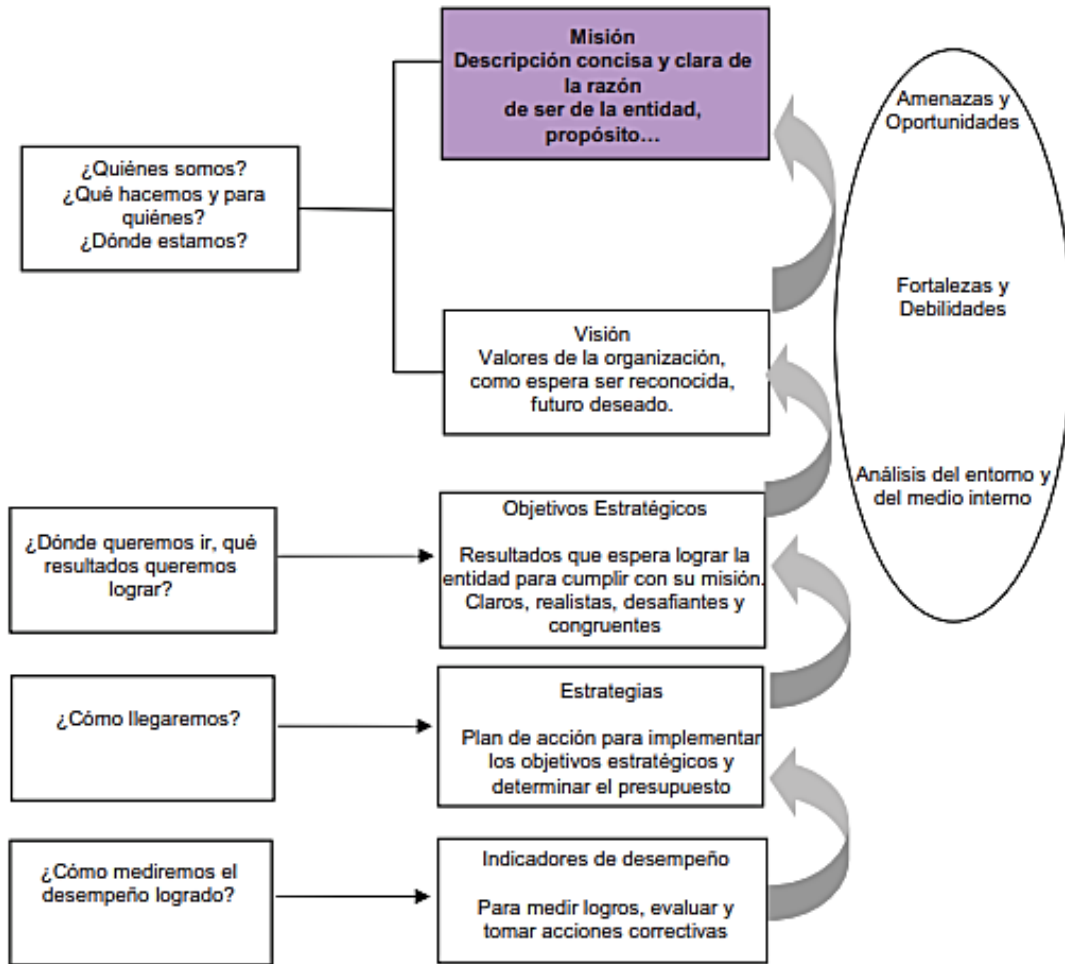 Misión
Descripción concisa y clara de
la razón
de ser de la entidad,
propósito...
¿Quiénes somos?
¿Qué hacemos y para
quiénes?
¿Dónde estamos?
Visión
Valores de la organización,
como espera ser reconocida,
futuro deseado.
Amenazas y
Oportunidades
Fortalezas y
Debilidades
Análisis del entorno y
del medio interno
¿Dónde queremos ir, qué
resultados queremos
lograr?
Objetivos Estratégicos
Resultados que espera lograr la
entidad para cumplir con su misión.
Claros, realistas, desafiantes y
congruentes
¿Cómo llegaremos?
Estrategias
Plan de acción para implementar
los objetivos estratégicos y
determinar el presupuesto
¿Cómo mediremos el
desempeño logrado?
Indicadores de desempeño
Para medir logros, evaluar y
tomar acciones correctivas